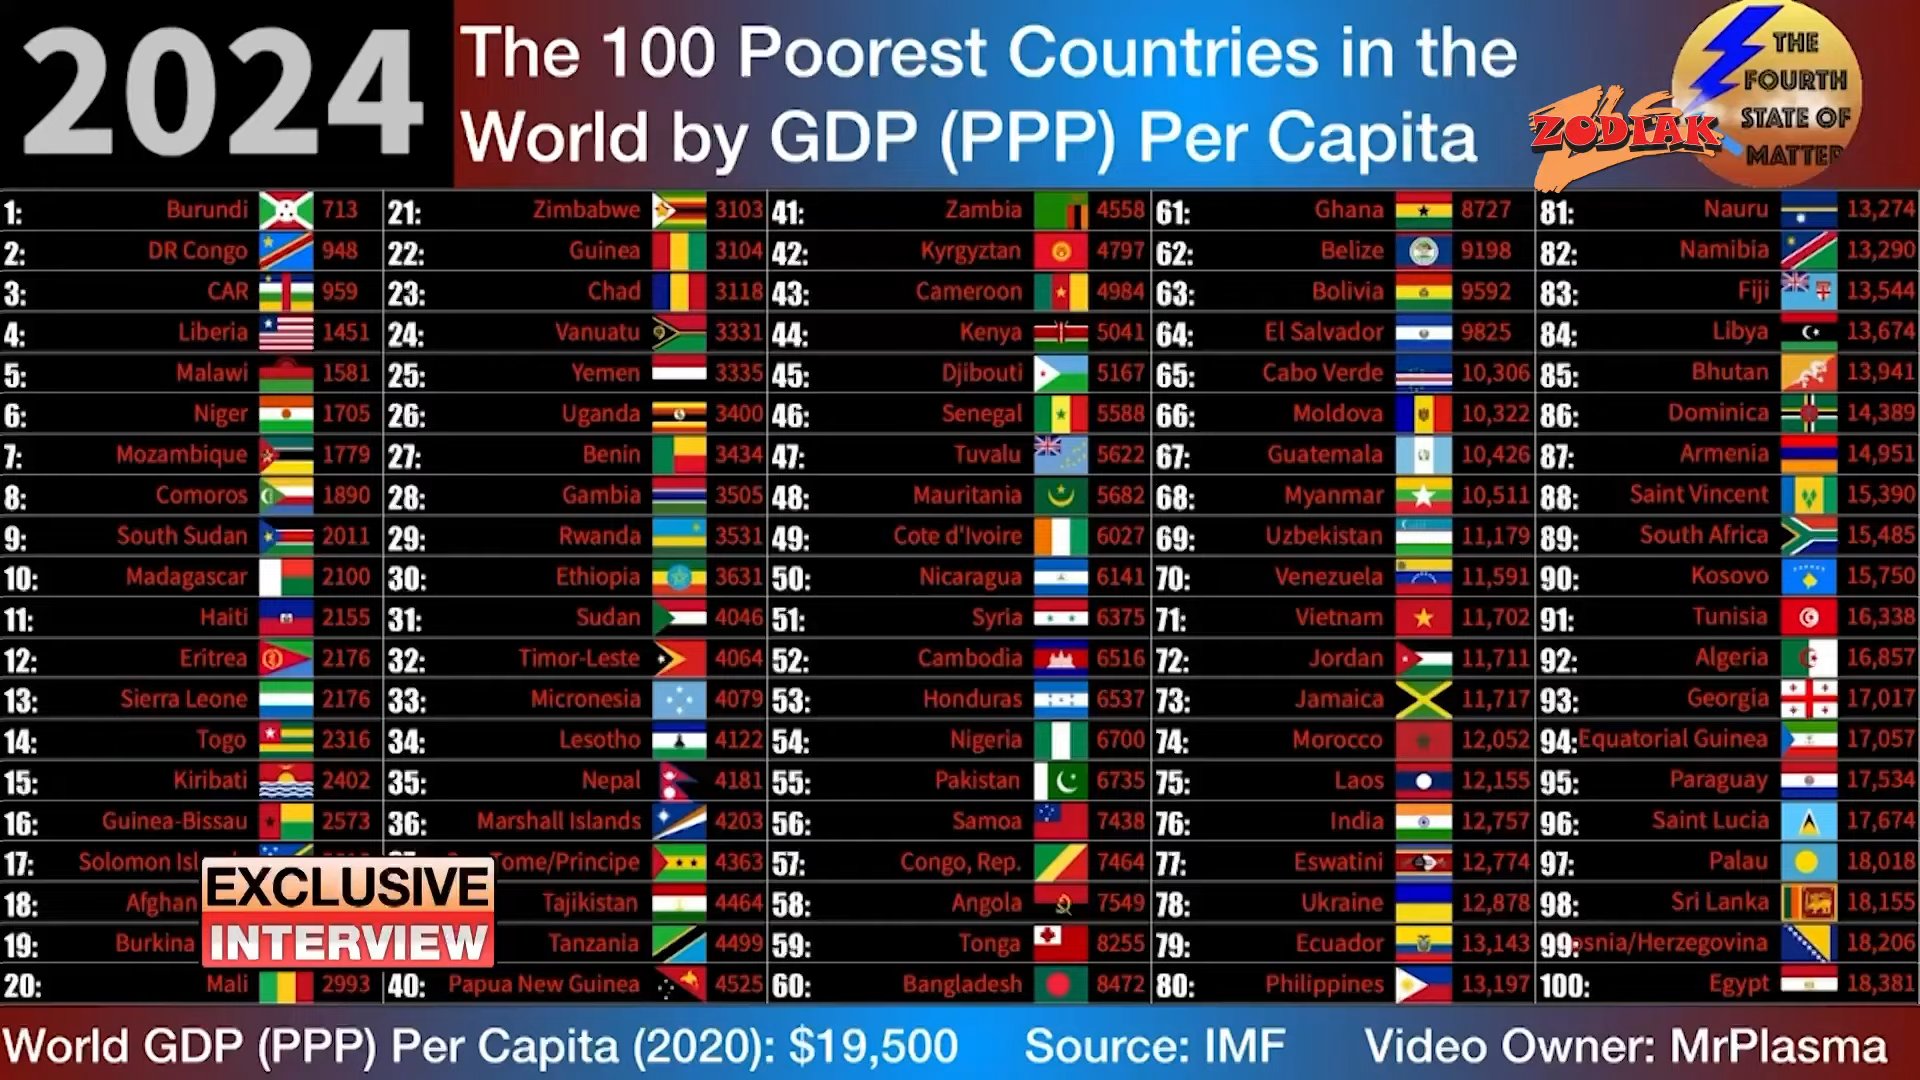 2024
The 100 Poorest Countries in the
World by GDP (PPP) Per Capita
ZODIAK
THE
FOURTH
STATE OF
MATTER
1: Burundi 713
2: DR Congo 948
3: CAR 959
4: Liberia 1451
5: Malawi 1581
6: Niger 1705
7: Mozambique 1779
8: Comoros 1890
9: South Sudan 2011
10: Madagascar 2100
11: Haiti 2155
12: Eritrea 2176
13: Sierra Leone 2176
14: Togo 2316
15: Kiribati 2402
16: Guinea-Bissau 2573
17: Solomon
18: Afghan
19: Burkina
20: Mali 2993
EXCLUSIVE
INTERVIEW
21: Zimbabwe 3103
22: Guinea 3104
23: Chad 3118
24: Vanuatu 3331
25: Yemen 3335
26: Uganda 3400
27: Benin 3434
28: Gambia 3505
29: Rwanda 3531
30: Ethiopia 3631
31: Sudan 4046
32: Timor-Leste 4064
33: Micronesia 4079
34: Lesotho 4122
35: Nepal 4181
36: Marshall Islands 4203
Tome/Principe 4363
Tajikistan 4464
Tanzania 4499
40: Papua New Guinea 4525
41: Zambia 4558
42: Kyrgyztan 4797
43: Cameroon 4984
44: Kenya 5041
45: Djibouti 5167
46: Senegal 5588
47: Tuvalu 5622
48: Mauritania 5682
49: Cote d'Ivoire 6027
50: Nicaragua 6141
51: Syria 6375
52: Cambodia 6516
53: Honduras 6537
54: Nigeria 6700
55: Pakistan 6735
56: Samoa 7438
57: Congo, Rep. 7464
58: Angola 7549
59: Tonga 8255
60: Bangladesh 8472
61: Ghana 8727
62: Belize 9198
63: Bolivia 9592
64: El Salvador 9825
65: Cabo Verde 10,306
66: Moldova 10,322
67: Guatemala 10,426
68: Myanmar 10,511
69: Uzbekistan 11,179
70: Venezuela 11,591
71: Vietnam 11,702
72: Jordan 11,711
73: Jamaica 11,717
74: Morocco 12,052
75: Laos 12,155
76: India 12,757
77: Eswatini 12,774
78: Ukraine 12,878
79: Ecuador 13,143
80: Philippines 13,197
81: Nauru 13,274
82: Namibia 13,290
83: Fiji 13,544
84: Libya 13,674
85: Bhutan 13,941
86: Dominica 14,389
87: Armenia 14,951
88: Saint Vincent 15,390
89: South Africa 15,485
90: Kosovo 15,750
91: Tunisia 16,338
92: Algeria 16,857
93: Georgia 17,017
94: Equatorial Guinea 17,057
95: Paraguay 17,534
96: Saint Lucia 17,674
97: Palau 18,018
98: Sri Lanka 18,155
99: osnia/Herzegovina 18,206
100: Egypt 18,381
World GDP (PPP) Per Capita (2020): $19,500 Source: IMF Video Owner: MrPlasma